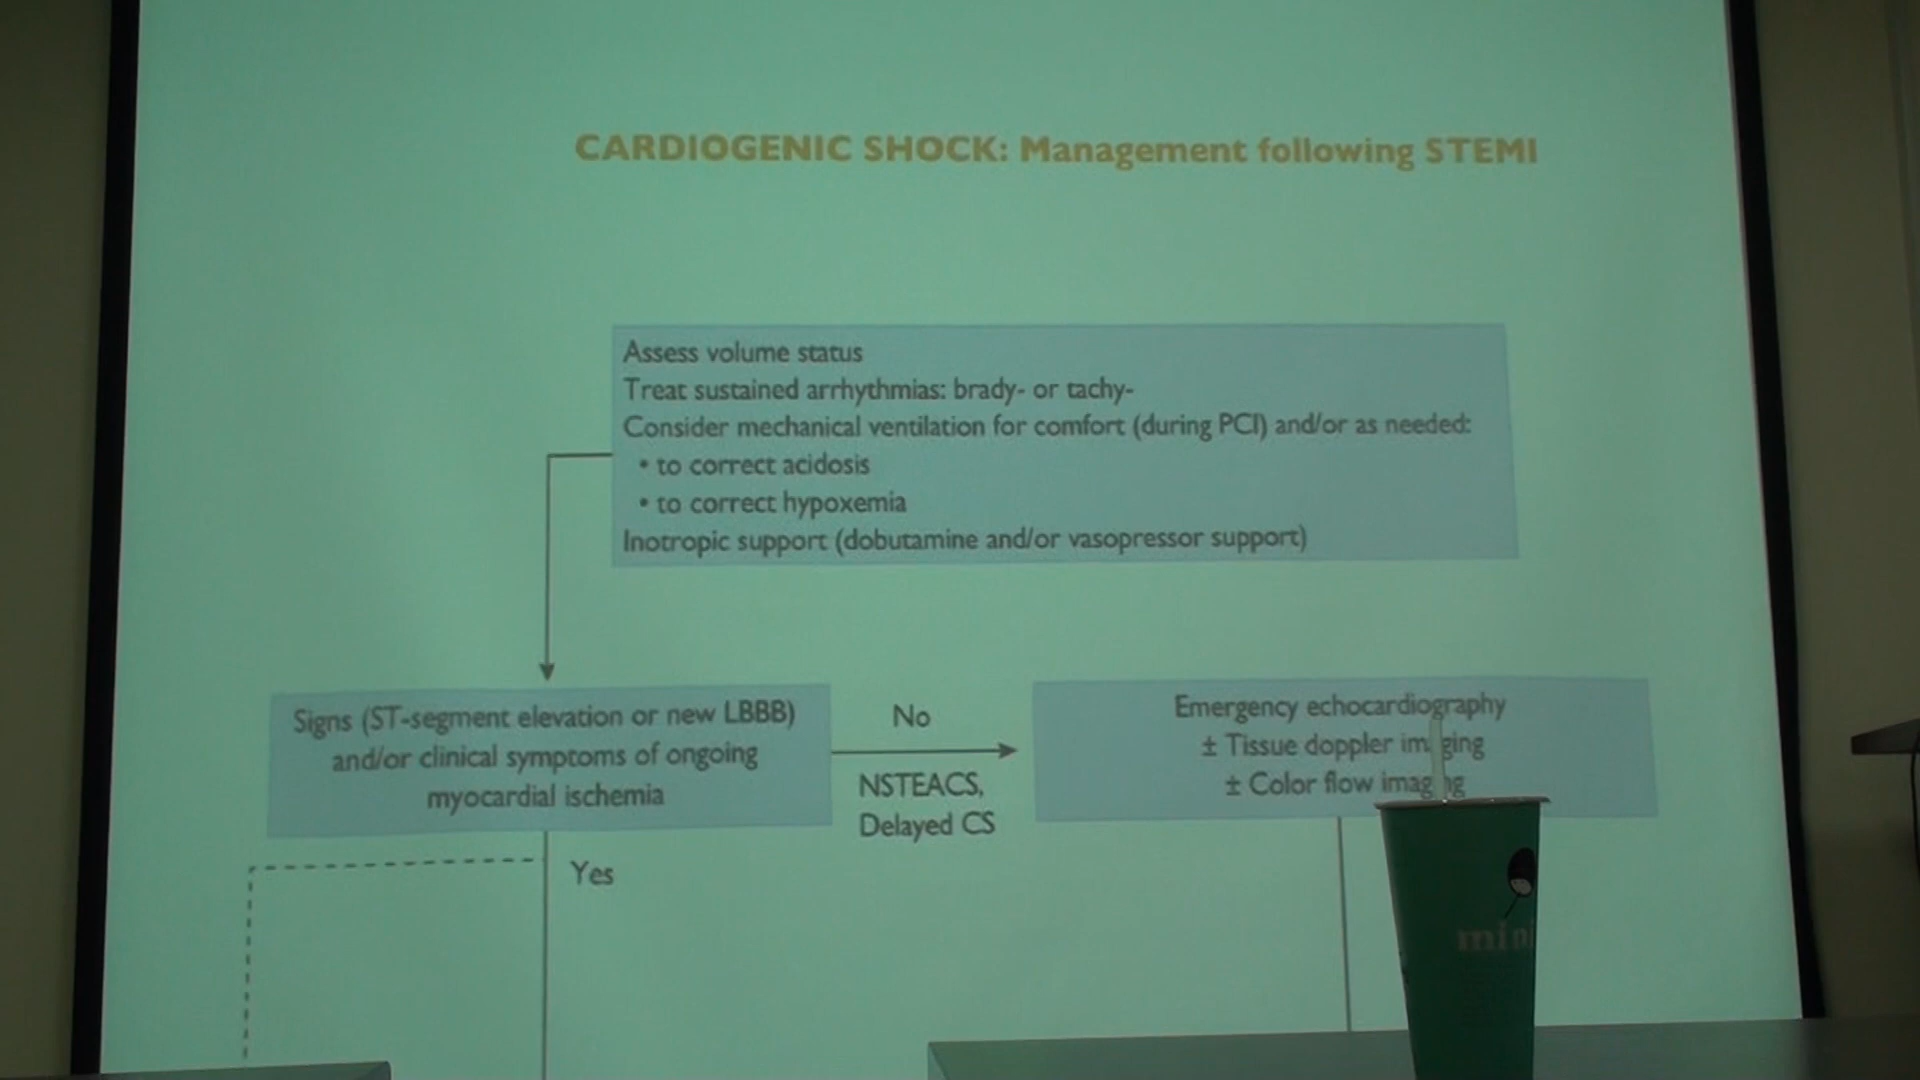 CARDIOGENIC SHOCK: Management following STEMI
Assess volume status
Treat sustained arrhythmias: brady- or tachy-
Consider mechanical ventilation for comfort (during PCI) and/or as needed:
• to correct acidosis
• to correct hypoxemia
Inotropic support (dobutamine and/or vasopressor support)
Signs (ST-segment elevation or new LBBB)
and/or clinical symptoms of ongoing
myocardial ischemia
No
NSTEACS,
Delayed CS
Emergency echocardiography
± Tissue doppler imaging
± Color flow imaging
Yes